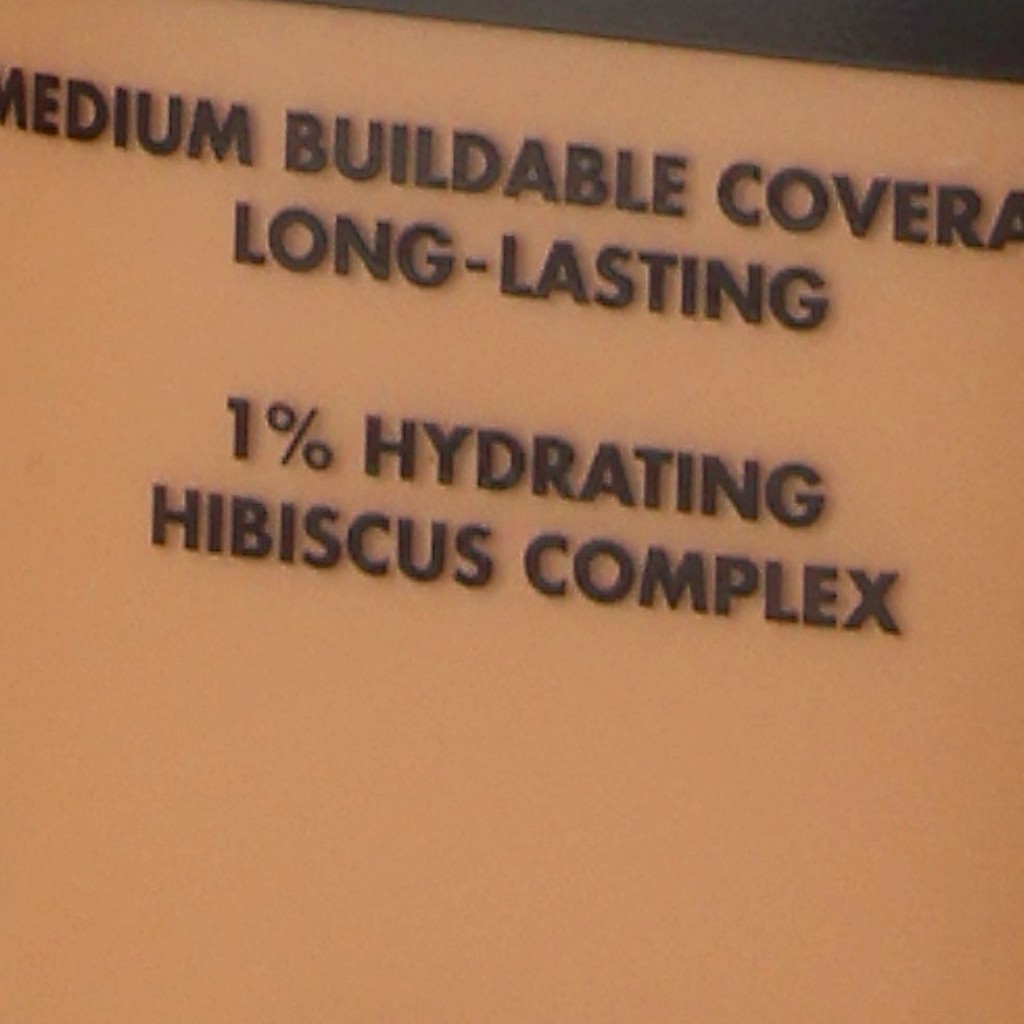 MEDIUM BUILDABLE COVERA
LONG-LASTING
1% HYDRATING
HIBISCUS COMPLEX